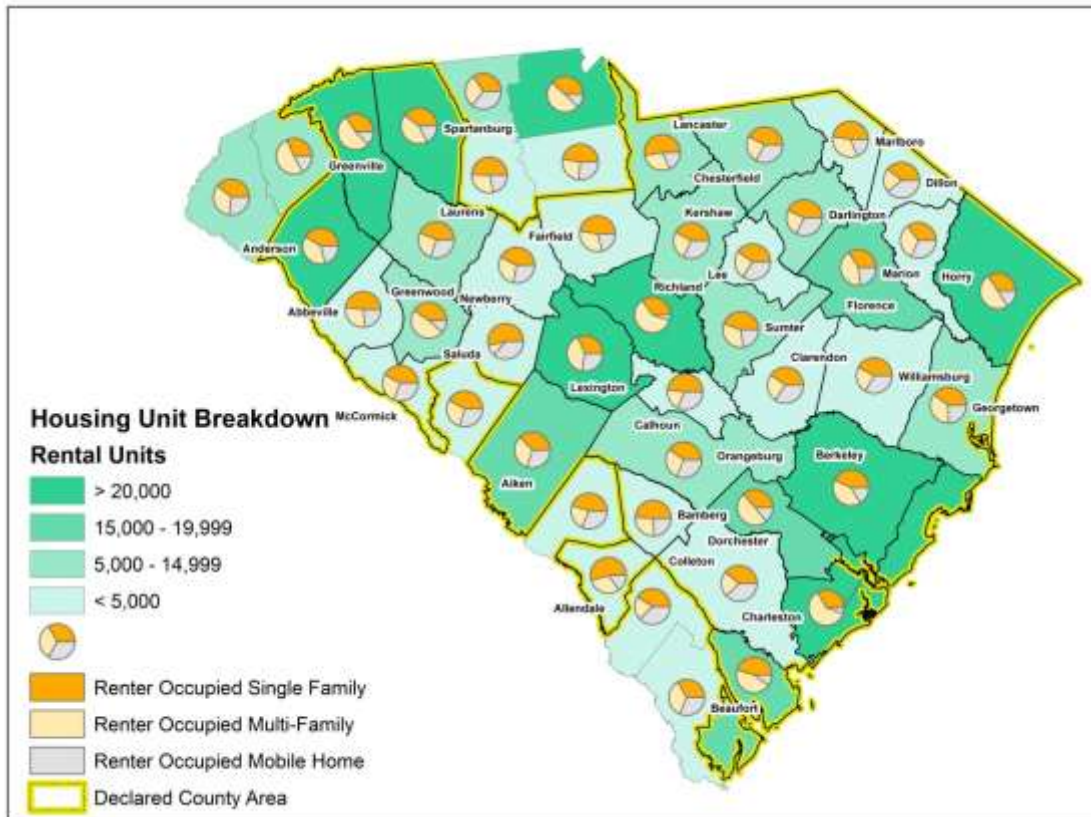 Spartanburg
Lancaster
Marlboro
Greenville
Chesterfield
Dillon
Laurens
Kershaw
Darlington
Anderson
Fairfield
Lee
Marion
Horry
Greenwood
Newberry
Richland
Florence
Abbeville
Sumter
Saluda
Clarendon
Lexington
Williamsburg
McCormick
Georgetown
Calhoun
Orangeburg
Berkeley
Aiken
Bamberg
Dorchester
Colleton
Allendale
Charleston
Beaufort
Housing Unit Breakdown
Rental Units
> 20,000
15,000 - 19,999
5,000 - 14,999
< 5,000
Renter Occupied Single Family
Renter Occupied Multi-Family
Renter Occupied Mobile Home
Declared County Area